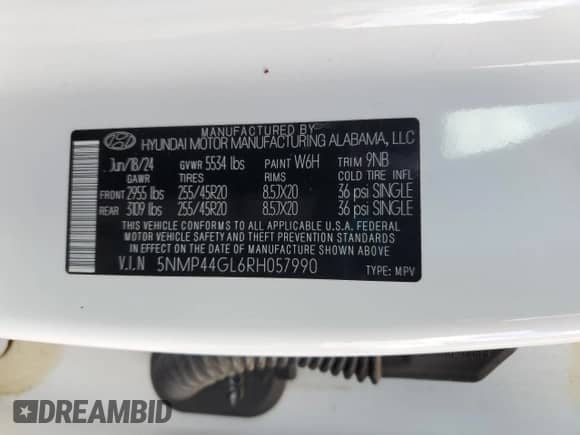 MANUFACTURED BY
HYUNDAI MOTOR MANUFACTURING ALABAMA, LLC
Jun/18/24 GVWR 5534 lbs PAINT W6H TRIM 9NB
GAWR TIRES RIMS COLD TIRE INFL
FRONT 2955 lbs 255/45R20 8.5JX20 36 psi SINGLE
REAR 3109 lbs 255/45R20 8.5JX20 36 psi SINGLE
THIS VEHICLE CONFORMS TO ALL APPLICABLE U.S.A. FEDERAL
MOTOR VEHICLE SAFETY AND THEFT PREVENTION STANDARDS
IN EFFECT ON THE DATE OF MANUFACTURE SHOWN ABOVE.
V.I.N 5NMP44GL6RH057990 TYPE: MPV
DREAMBID